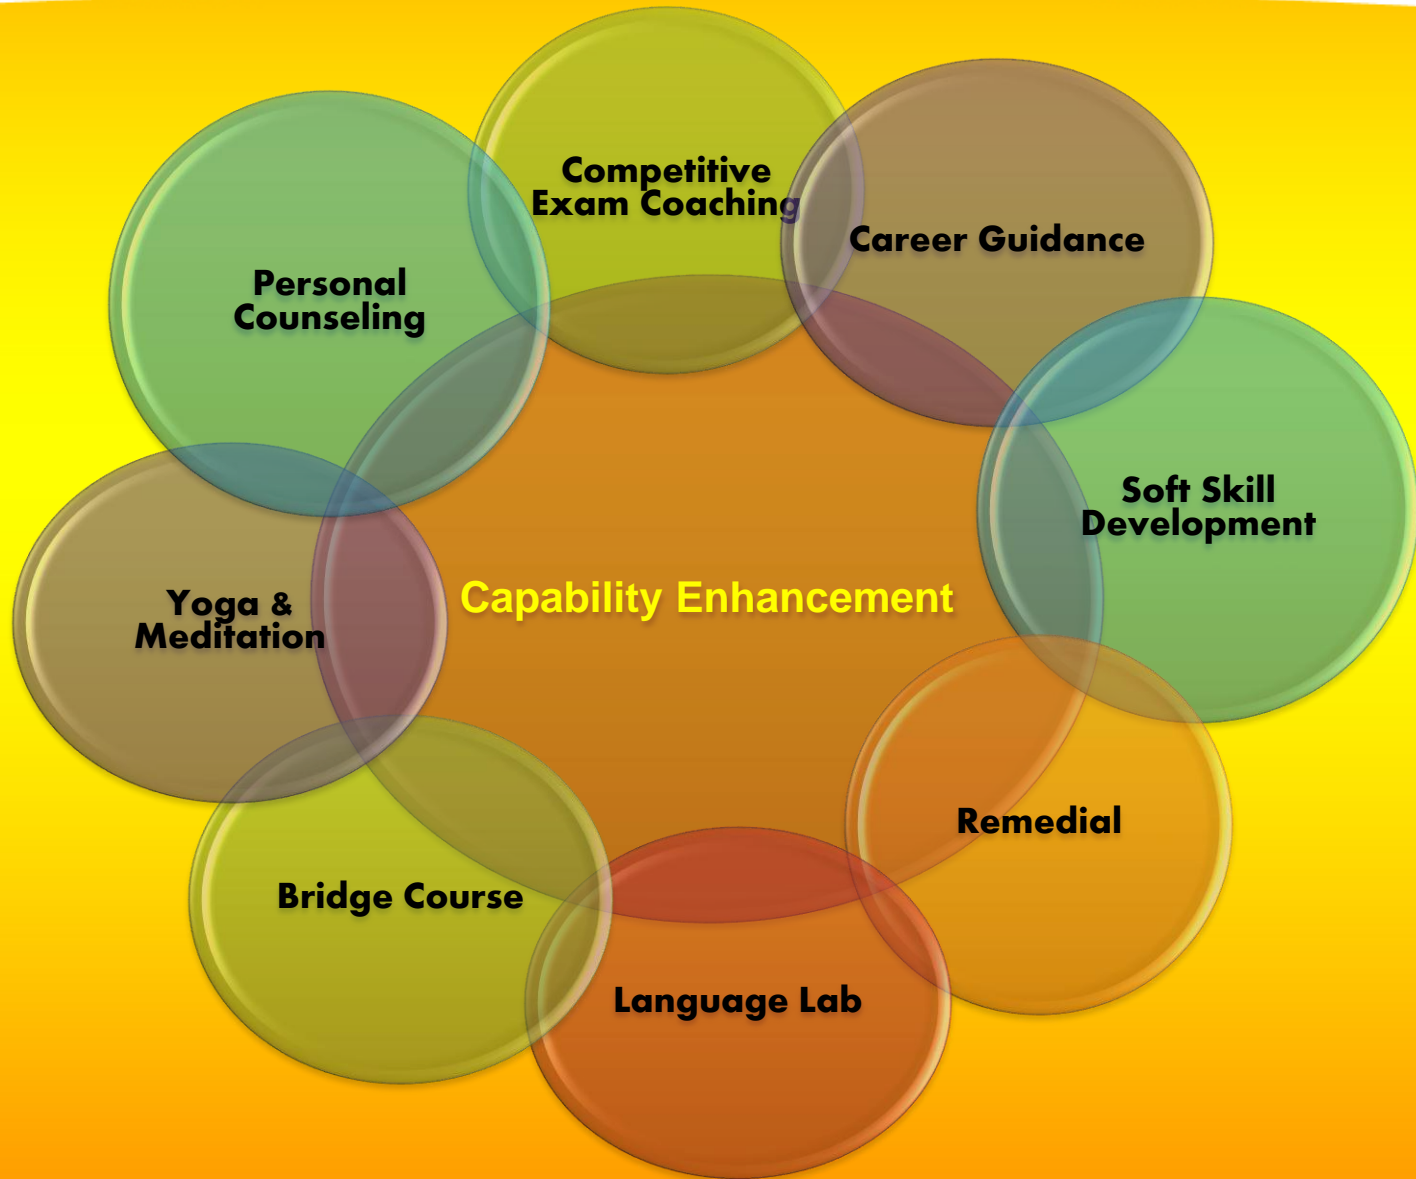 Competitive
Exam Coaching
Career Guidance
Personal
Counseling
Soft Skill
Development
Capability Enhancement
Yoga &
Meditation
Remedial
Bridge Course
Language Lab